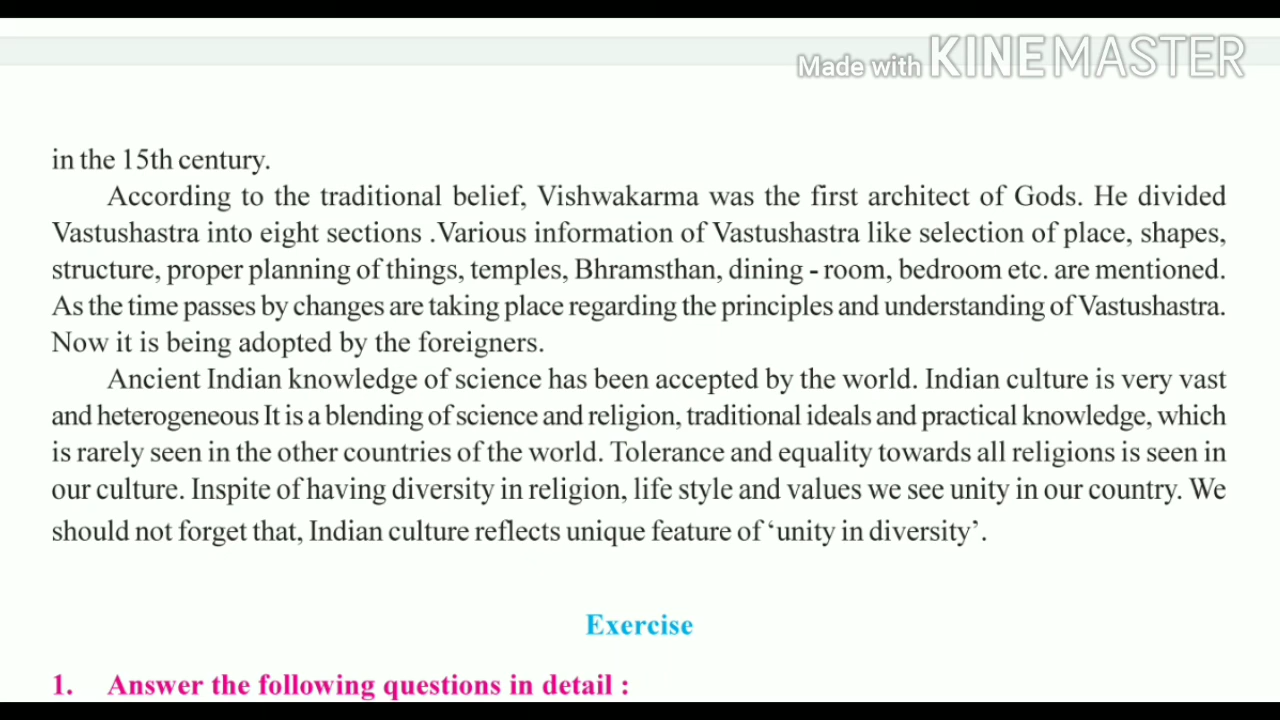 Made with KINEMASTER
in the 15th century.
According to the traditional belief, Vishwakarma was the first architect of Gods. He divided
Vastushastra into eight sections .Various information of Vastushastra like selection of place, shapes,
structure, proper planning of things, temples, Bhramsthan, dining - room, bedroom etc. are mentioned.
As the time passes by changes are taking place regarding the principles and understanding of Vastushastra.
Now it is being adopted by the foreigners.
Ancient Indian knowledge of science has been accepted by the world. Indian culture is very vast
and heterogeneous It is a blending of science and religion, traditional ideals and practical knowledge, which
is rarely seen in the other countries of the world. Tolerance and equality towards all religions is seen in
our culture. Inspite of having diversity in religion, life style and values we see unity in our country. We
should not forget that, Indian culture reflects unique feature of ‘unity in diversity’.
Exercise
1. Answer the following questions in detail :